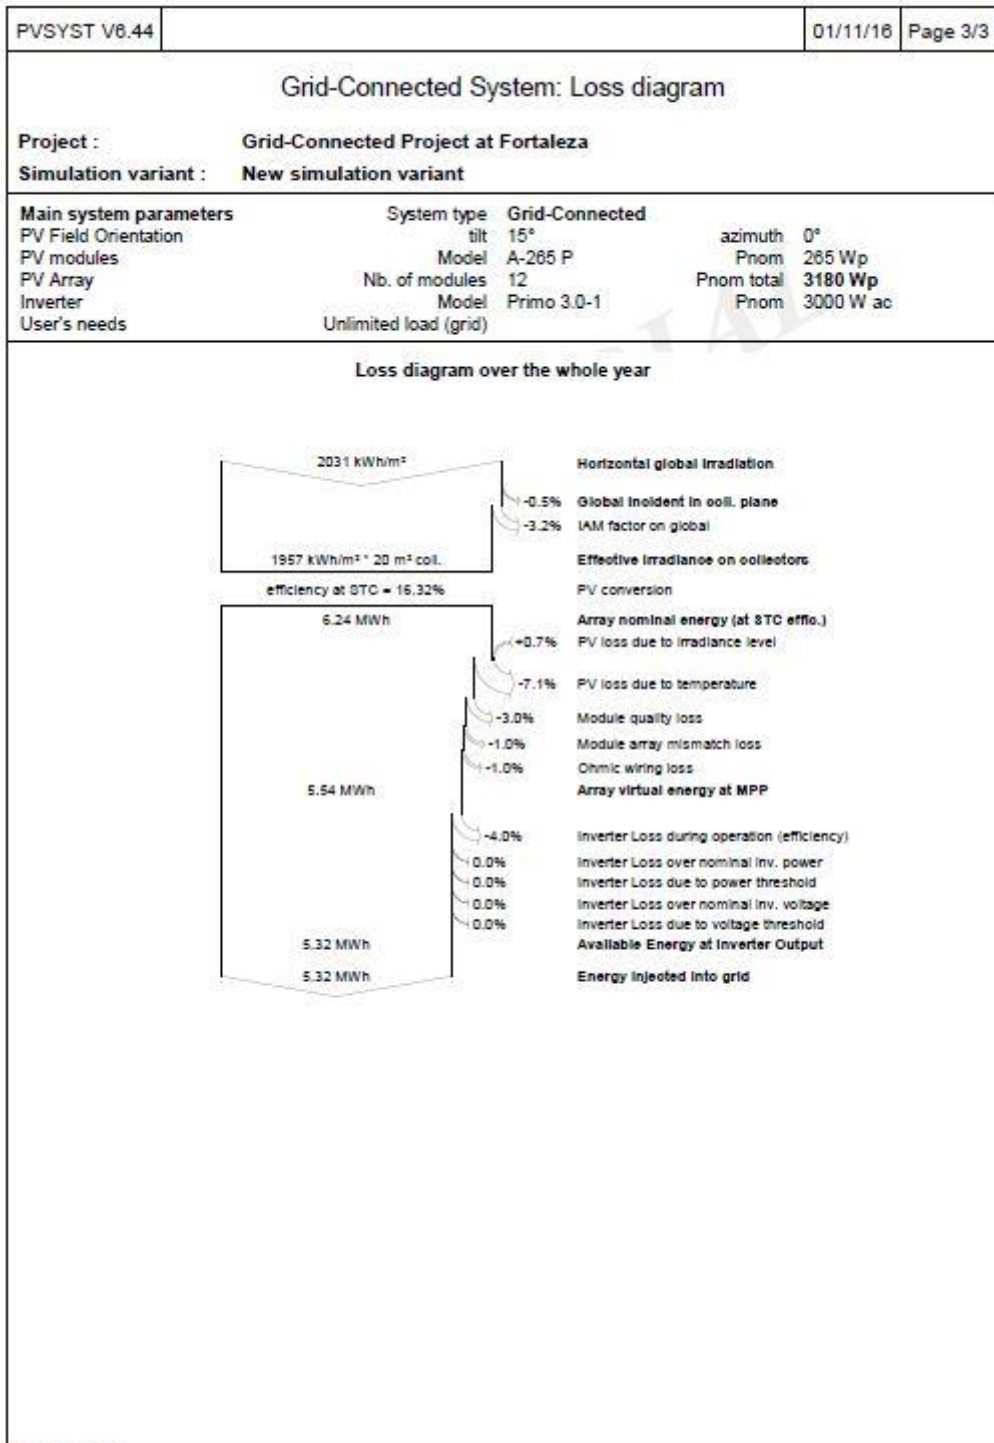 PVSYST V6.44 01/11/16 Page 3/3
Grid-Connected System: Loss diagram
Project : Grid-Connected Project at Fortaleza
Simulation variant : New simulation variant
Main system parameters System type Grid-Connected
PV Field Orientation tilt 15° azimuth 0°
PV modules Model A-265 P Pnom 265 Wp
PV Array Nb. of modules 12 Pnom total 3180 Wp
Inverter Model Primo 3.0-1 Pnom 3000 W ac
User's needs Unlimited load (grid)
Loss diagram over the whole year
2031 kWh/m² Horizontal global irradiation
-0.5% Global incident in coll. plane
-3.2% IAM factor on global
1957 kWh/m² * 20 m² coll. Effective irradiance on collectors
efficiency at STC = 16.32% PV conversion
6.24 MWh Array nominal energy (at STC effic.)
+0.7% PV loss due to irradiance level
-7.1% PV loss due to temperature
-3.0% Module quality loss
-1.0% Module array mismatch loss
-1.0% Ohmic wiring loss
5.54 MWh Array virtual energy at MPP
-4.0% Inverter Loss during operation (efficiency)
0.0% Inverter Loss over nominal inv. power
0.0% Inverter Loss due to power threshold
0.0% Inverter Loss over nominal inv. voltage
0.0% Inverter Loss due to voltage threshold
5.32 MWh Available Energy at Inverter Output
5.32 MWh Energy injected into grid